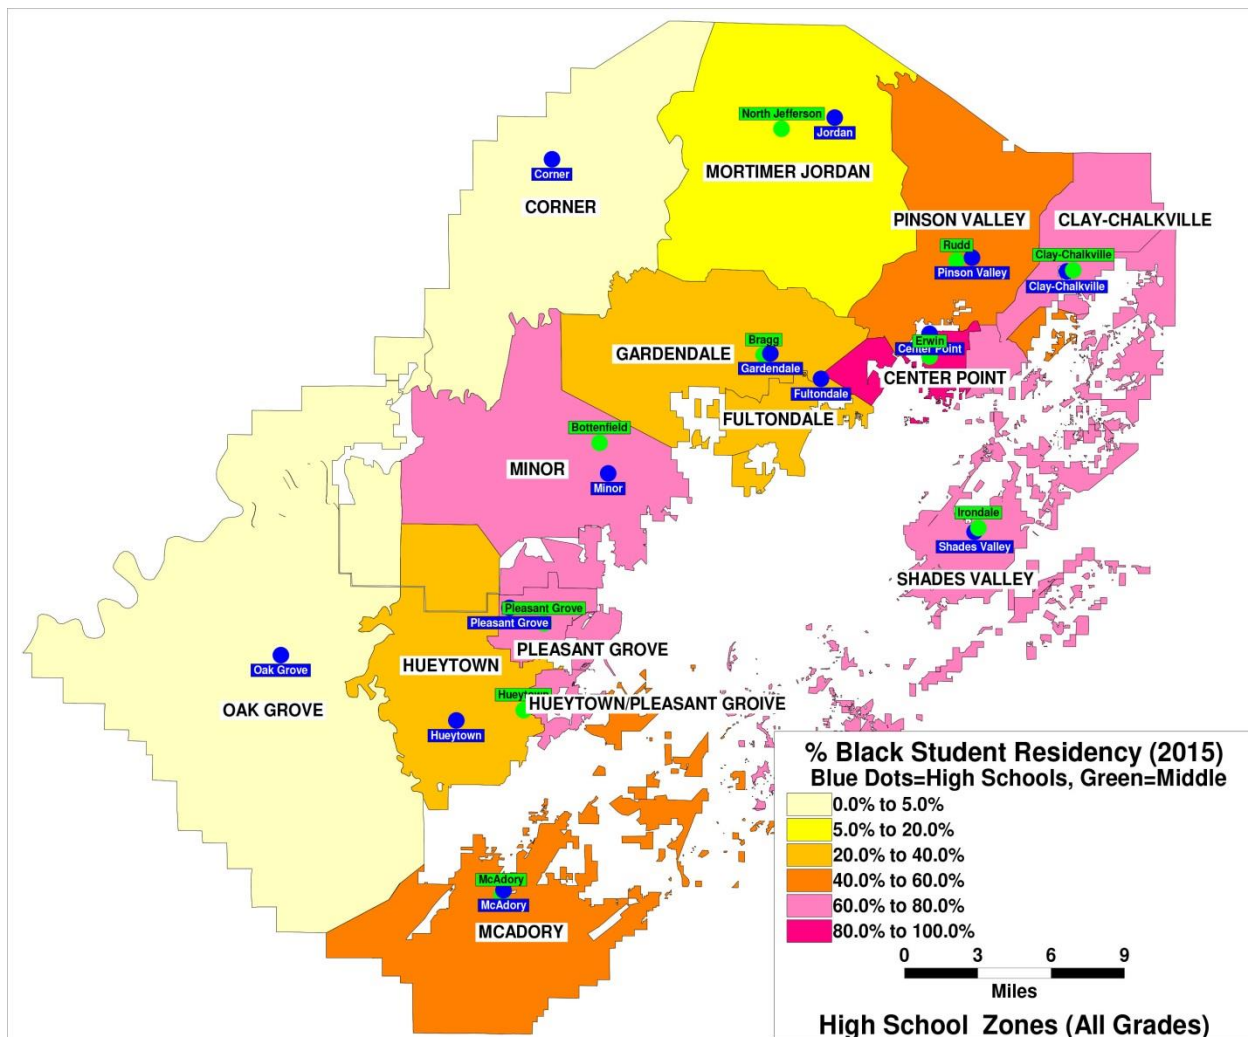 North Jefferson
Jordan
MORTIMER JORDAN
Corner
CORNER
PINSON VALLEY
CLAY-CHALKVILLE
Rudd
Pinson Valley
Clay-Chalkville
Clay-Chalkville
Bragg
GARDENDALE
Gardendale
Erwin
Center Point
CENTER POINT
Fultondale
FULTONDALE
Bottenfield
MINOR
Minor
Irondale
Shades Valley
SHADES VALLEY
Pleasant Grove
Pleasant Grove
PLEASANT GROVE
HUEYTOWN
Oak Grove
OAK GROVE
Hueytown
HUEYTOWN/PLEASANT GROIVE
Hueytown
McAdory
McAdory
MCADORY
% Black Student Residency (2015)
Blue Dots=High Schools, Green=Middle
0.0% to 5.0%
5.0% to 20.0%
20.0% to 40.0%
40.0% to 60.0%
60.0% to 80.0%
80.0% to 100.0%
0 3 6 9
Miles
High School Zones (All Grades)